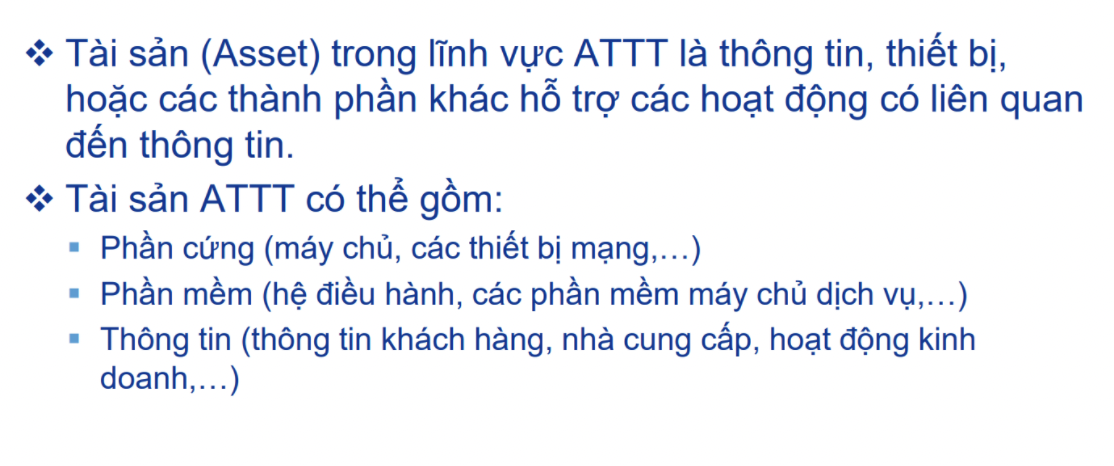 ❖ Tài sản (Asset) trong lĩnh vực ATTT là thông tin, thiết bị,
hoặc các thành phần khác hỗ trợ các hoạt động có liên quan
đến thông tin.
❖ Tài sản ATTT có thể gồm:
▪ Phần cứng (máy chủ, các thiết bị mạng,…)
▪ Phần mềm (hệ điều hành, các phần mềm máy chủ dịch vụ,…)
▪ Thông tin (thông tin khách hàng, nhà cung cấp, hoạt động kinh
doanh,…)